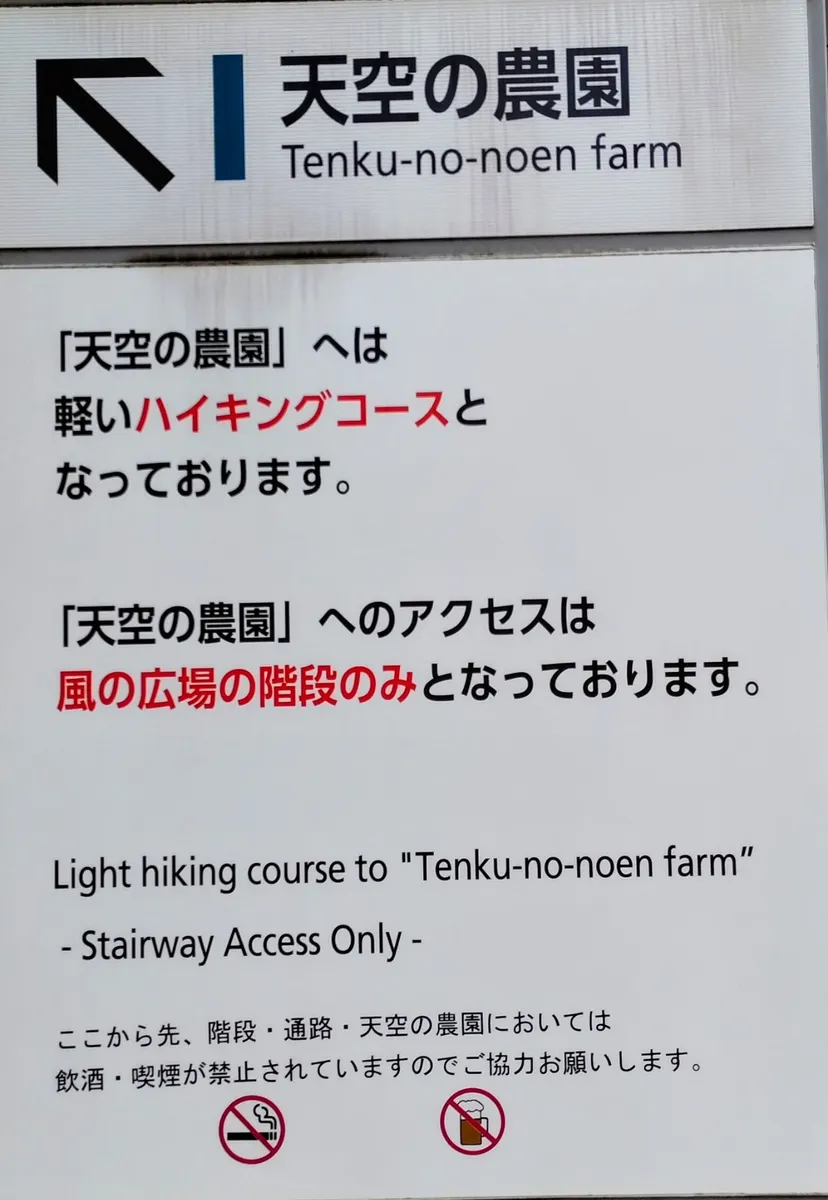 天空の農園
Tenku-no-noen farm
「天空の農園」へは
軽いハイキングコースと
なっております。
「天空の農園」へのアクセスは
風の広場の階段のみとなっております。
Light hiking course to "Tenku-no-noen farm”
- Stairway Access Only -
ここから先、階段・通路・天空の農園においては
飲酒・喫煙が禁止されていますのでご協力お願いします。